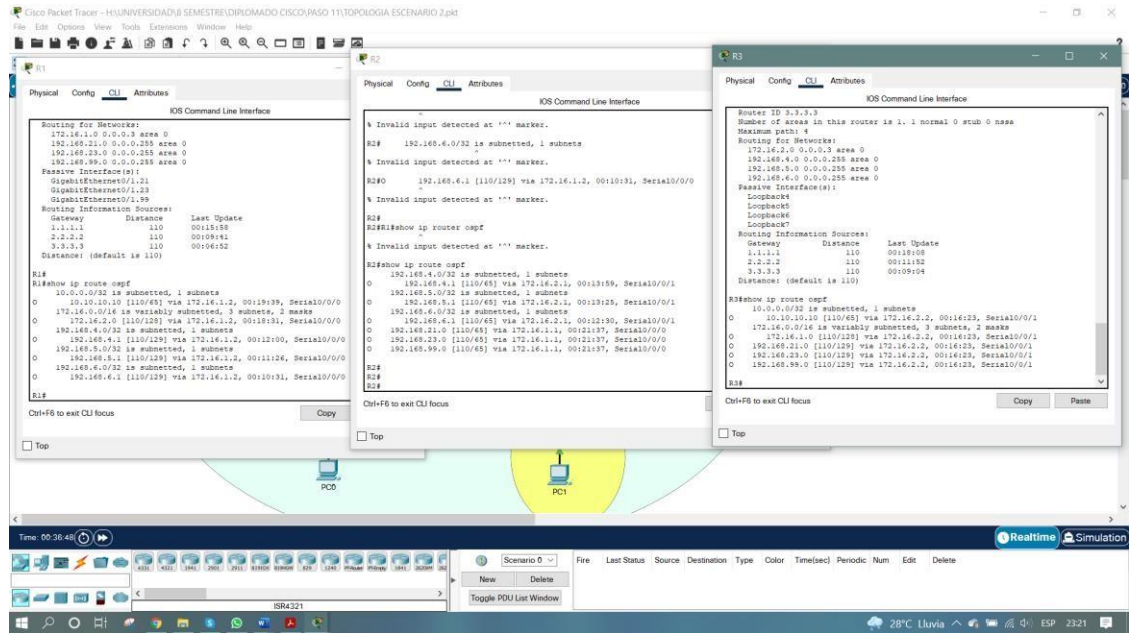 Cisco Packet Tracer - H:\UNIVERSIDAD\8 SEMESTRE\DIPLOMADO CISCO\PASO 11\TOPOLOGIA ESCENARIO 2.pkt
File Edit Options View Tools Extensions Window Help
R1
Physical Config CLI Attributes
IOS Command Line Interface
Routing for Networks:
172.16.1.0 0.0.0.3 area 0
192.168.21.0 0.0.0.255 area 0
192.168.23.0 0.0.0.255 area 0
192.168.99.0 0.0.0.255 area 0
Passive Interface(s):
GigabitEthernet0/1.21
GigabitEthernet0/1.23
GigabitEthernet0/1.99
Routing Information Sources:
Gateway Distance Last Update
1.1.1.1 110 00:15:58
2.2.2.2 110 00:09:41
3.3.3.3 110 00:06:52
Distance: (default is 110)
R1#
R1#show ip route ospf
10.0.0.0/32 is subnetted, 1 subnets
O 10.10.10.10 [110/65] via 172.16.1.2, 00:19:39, Serial0/0/0
172.16.0.0/16 is variably subnetted, 3 subnets, 2 masks
O 172.16.2.0 [110/128] via 172.16.1.2, 00:18:31, Serial0/0/0
192.168.4.0/32 is subnetted, 1 subnets
O 192.168.4.1 [110/129] via 172.16.1.2, 00:12:00, Serial0/0/0
192.168.5.0/32 is subnetted, 1 subnets
O 192.168.5.1 [110/129] via 172.16.1.2, 00:11:26, Serial0/0/0
192.168.6.0/32 is subnetted, 1 subnets
O 192.168.6.1 [110/129] via 172.16.1.2, 00:10:31, Serial0/0/0
R1#
Ctrl+F6 to exit CLI focus
Copy
Top
R2
Physical Config CLI Attributes
IOS Command Line Interface
^
% Invalid input detected at '^' marker.
R2# 192.168.6.0/32 is subnetted, 1 subnets
^
% Invalid input detected at '^' marker.
R2#O 192.168.6.1 [110/129] via 172.16.1.2, 00:10:31, Serial0/0/0
^
% Invalid input detected at '^' marker.
R2#
R2#R1#show ip router ospf
^
% Invalid input detected at '^' marker.
R2#show ip route ospf
192.168.4.0/32 is subnetted, 1 subnets
O 192.168.4.1 [110/65] via 172.16.2.1, 00:13:59, Serial0/0/1
192.168.5.0/32 is subnetted, 1 subnets
O 192.168.5.1 [110/65] via 172.16.2.1, 00:13:25, Serial0/0/1
192.168.6.0/32 is subnetted, 1 subnets
O 192.168.6.1 [110/65] via 172.16.2.1, 00:12:30, Serial0/0/1
O 192.168.21.0 [110/65] via 172.16.1.1, 00:21:37, Serial0/0/0
O 192.168.23.0 [110/65] via 172.16.1.1, 00:21:37, Serial0/0/0
O 192.168.99.0 [110/65] via 172.16.1.1, 00:21:37, Serial0/0/0
R2#
R2#
R2#
Ctrl+F6 to exit CLI focus
Top
R3
Physical Config CLI Attributes
IOS Command Line Interface
Router ID 3.3.3.3
Number of areas in this router is 1. 1 normal 0 stub 0 nssa
Maximum path: 4
Routing for Networks:
172.16.2.0 0.0.0.3 area 0
192.168.4.0 0.0.0.255 area 0
192.168.5.0 0.0.0.255 area 0
192.168.6.0 0.0.0.255 area 0
Passive Interface(s):
Loopback4
Loopback5
Loopback6
Loopback7
Routing Information Sources:
Gateway Distance Last Update
1.1.1.1 110 00:18:08
2.2.2.2 110 00:11:52
3.3.3.3 110 00:09:04
Distance: (default is 110)
R3#show ip route ospf
10.0.0.0/32 is subnetted, 1 subnets
O 10.10.10.10 [110/65] via 172.16.2.2, 00:16:23, Serial0/0/1
172.16.0.0/16 is variably subnetted, 3 subnets, 2 masks
O 172.16.1.0 [110/128] via 172.16.2.2, 00:16:23, Serial0/0/1
O 192.168.21.0 [110/129] via 172.16.2.2, 00:16:23, Serial0/0/1
O 192.168.23.0 [110/129] via 172.16.2.2, 00:16:23, Serial0/0/1
O 192.168.99.0 [110/129] via 172.16.2.2, 00:16:23, Serial0/0/1
R3#
Ctrl+F6 to exit CLI focus
Copy Paste
Top
PC0
PC1
Time: 00:36:48
Realtime Simulation
4331 4321 1941 2901 2911 819IOX 819HGW 829 1240 PT-Router PT-Empty 1841
ISR4321
Scenario 0
New Delete
Toggle PDU List Window
Fire Last Status Source Destination Type Color Time(sec) Periodic Num Edit Delete
28°C Lluvia ESP 23:21